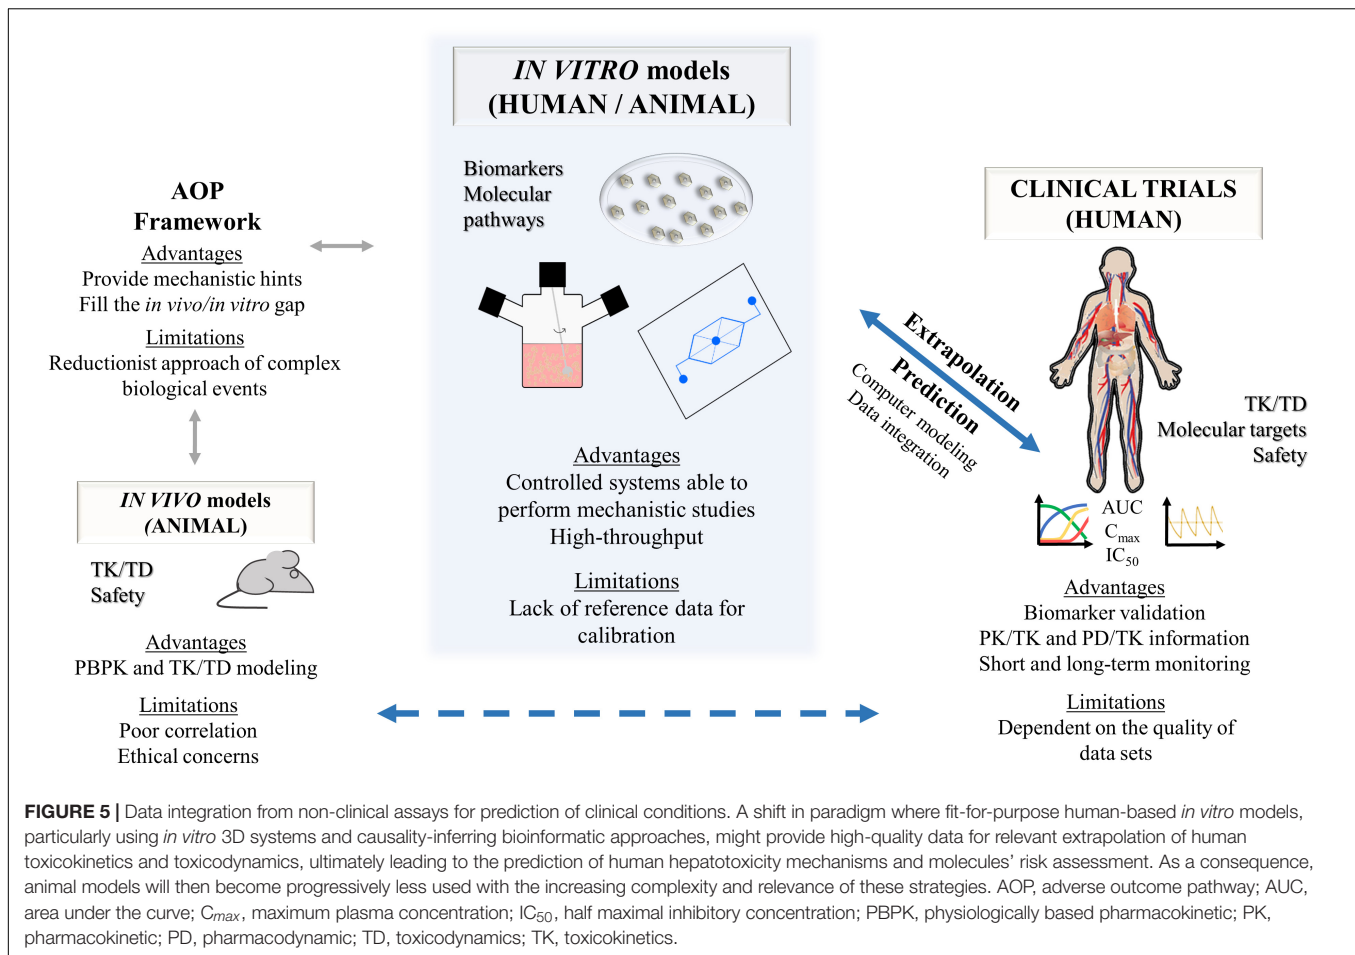 IN VITRO models
(HUMAN / ANIMAL)
Biomarkers
Molecular
pathways
Advantages
Controlled systems able to
perform mechanistic studies
High-throughput
Limitations
Lack of reference data for
calibration
AOP
Framework
Advantages
Provide mechanistic hints
Fill the in vivo/in vitro gap
Limitations
Reductionist approach of complex
biological events
IN VIVO models
(ANIMAL)
TK/TD
Safety
Advantages
PBPK and TK/TD modeling
Limitations
Poor correlation
Ethical concerns
Extrapolation
Prediction
Computer modeling
Data integration
CLINICAL TRIALS
(HUMAN)
TK/TD
Molecular targets
Safety
AUC
Cmax
IC50
Advantages
Biomarker validation
PK/TK and PD/TK information
Short and long-term monitoring
Limitations
Dependent on the quality of
data sets
FIGURE 5 | Data integration from non-clinical assays for prediction of clinical conditions. A shift in paradigm where fit-for-purpose human-based in vitro models,
particularly using in vitro 3D systems and causality-inferring bioinformatic approaches, might provide high-quality data for relevant extrapolation of human
toxicokinetics and toxicodynamics, ultimately leading to the prediction of human hepatotoxicity mechanisms and molecules' risk assessment. As a consequence,
animal models will then become progressively less used with the increasing complexity and relevance of these strategies. AOP, adverse outcome pathway; AUC,
area under the curve; Cmax, maximum plasma concentration; IC50, half maximal inhibitory concentration; PBPK, physiologically based pharmacokinetic; PK,
pharmacokinetic; PD, pharmacodynamic; TD, toxicodynamics; TK, toxicokinetics.